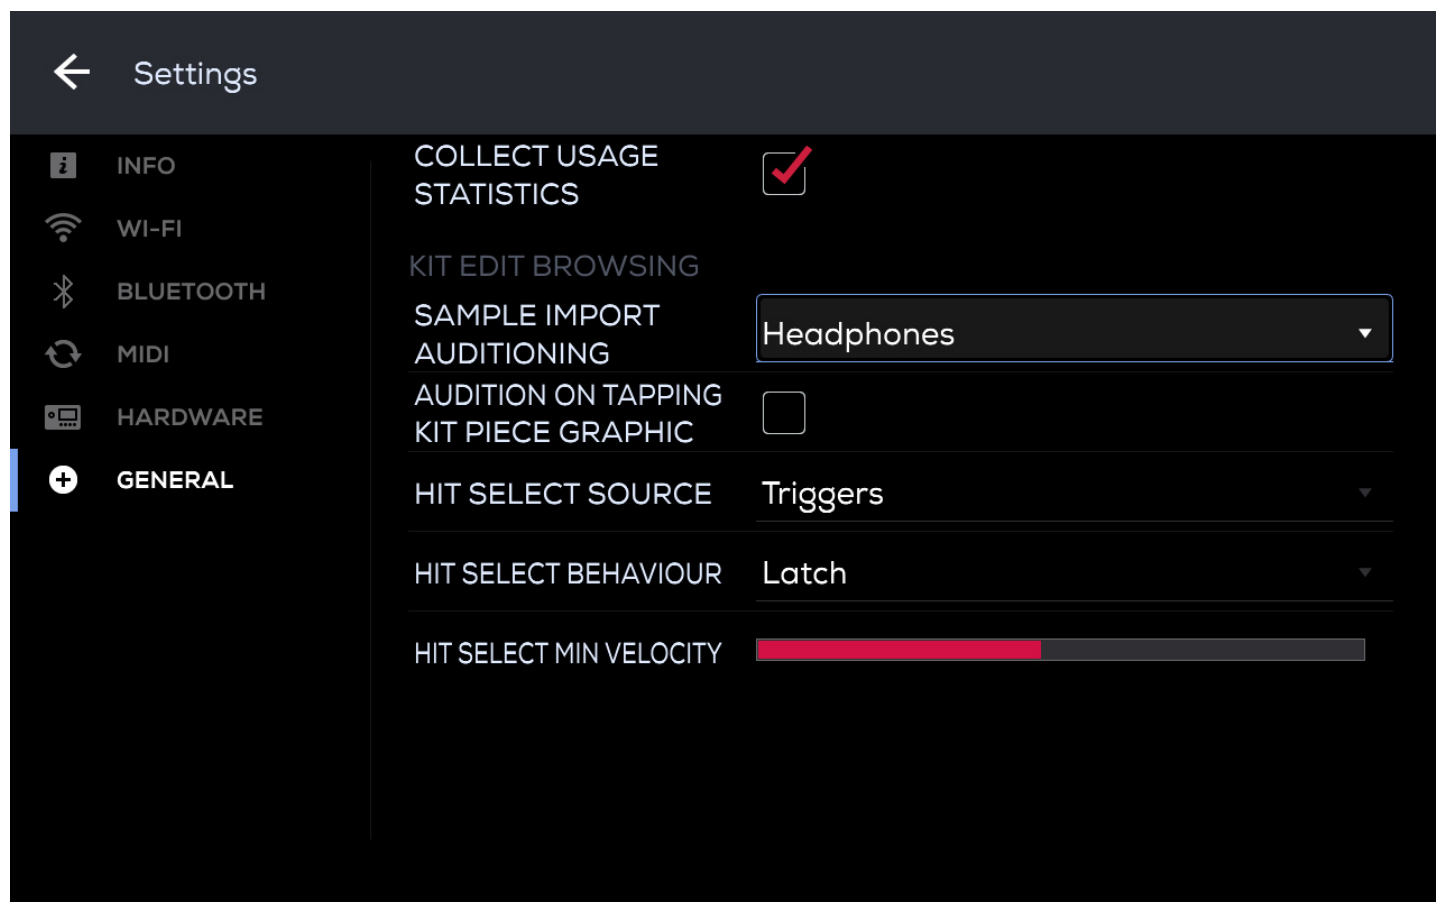 Settings
INFO
WI-FI
BLUETOOTH
MIDI
HARDWARE
GENERAL
COLLECT USAGE
STATISTICS
KIT EDIT BROWSING
SAMPLE IMPORT
AUDITIONING
Headphones
AUDITION ON TAPPING
KIT PIECE GRAPHIC
HIT SELECT SOURCE
Triggers
HIT SELECT BEHAVIOUR
Latch
HIT SELECT MIN VELOCITY